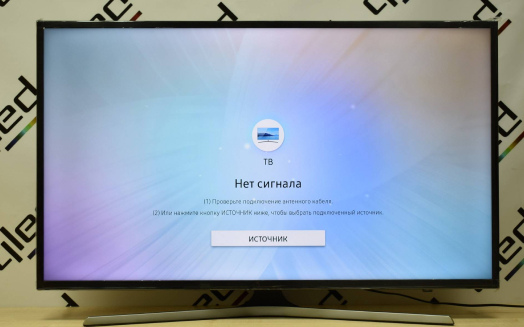 ТВ
Нет сигнала
(1) Проверьте подключение антенного кабеля.
(2) Или нажмите кнопку ИСТОЧНИК ниже, чтобы выбрать подключенный источник.
ИСТОЧНИК